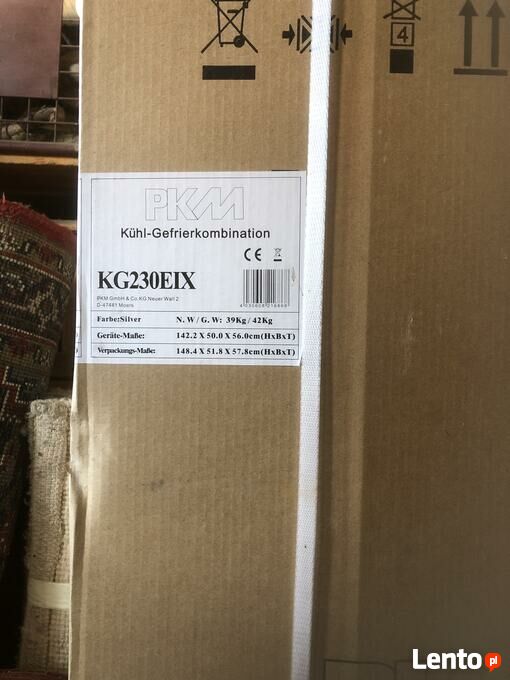 4
PKM
Kühl-Gefrierkombination
CE
KG230EIX
PKM GmbH & Co.KG Neuer Wall 2
D-47441 Moers
Farbe:Silver N. W / G. W: 39Kg / 42Kg
Geräte-Maße: 142.2 X 50.0 X 56.0cm(HxBxT)
Verpackungs-Maße: 148.4 X 51.8 X 57.8cm(HxBxT)
Lento pl